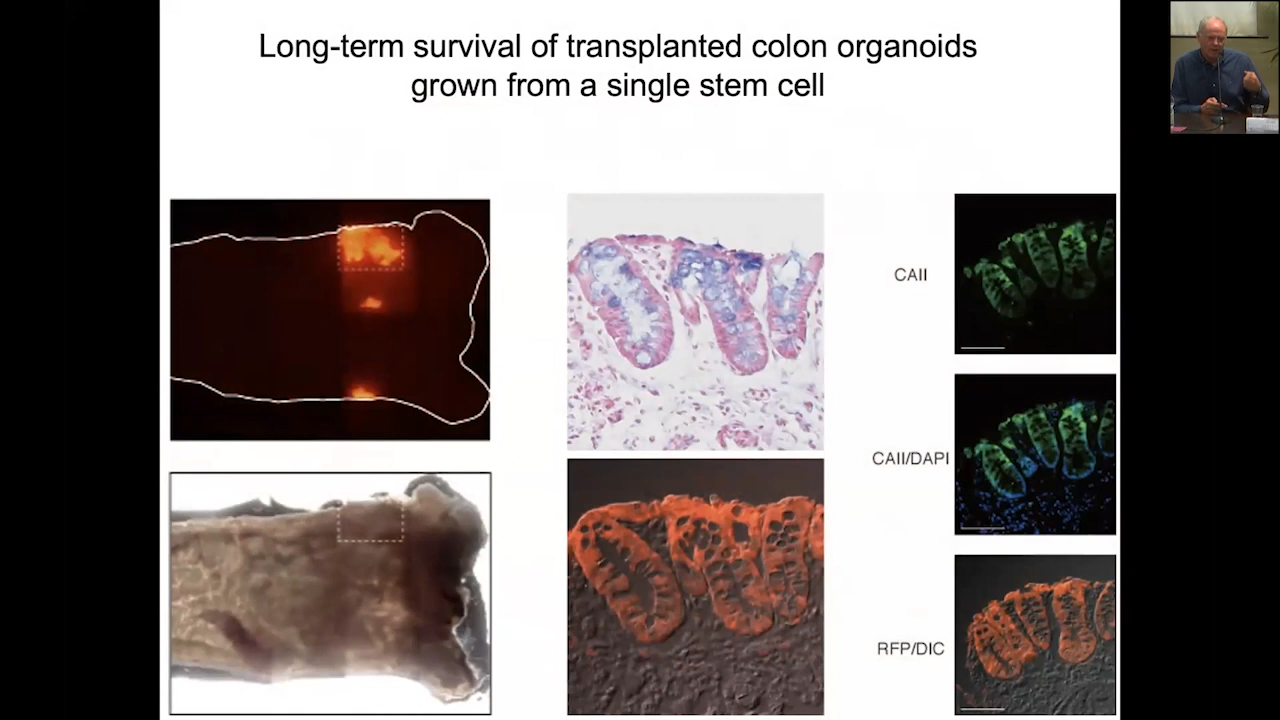 Long-term survival of transplanted colon organoids
grown from a single stem cell
CAII
CAII/DAPI
RFP/DIC